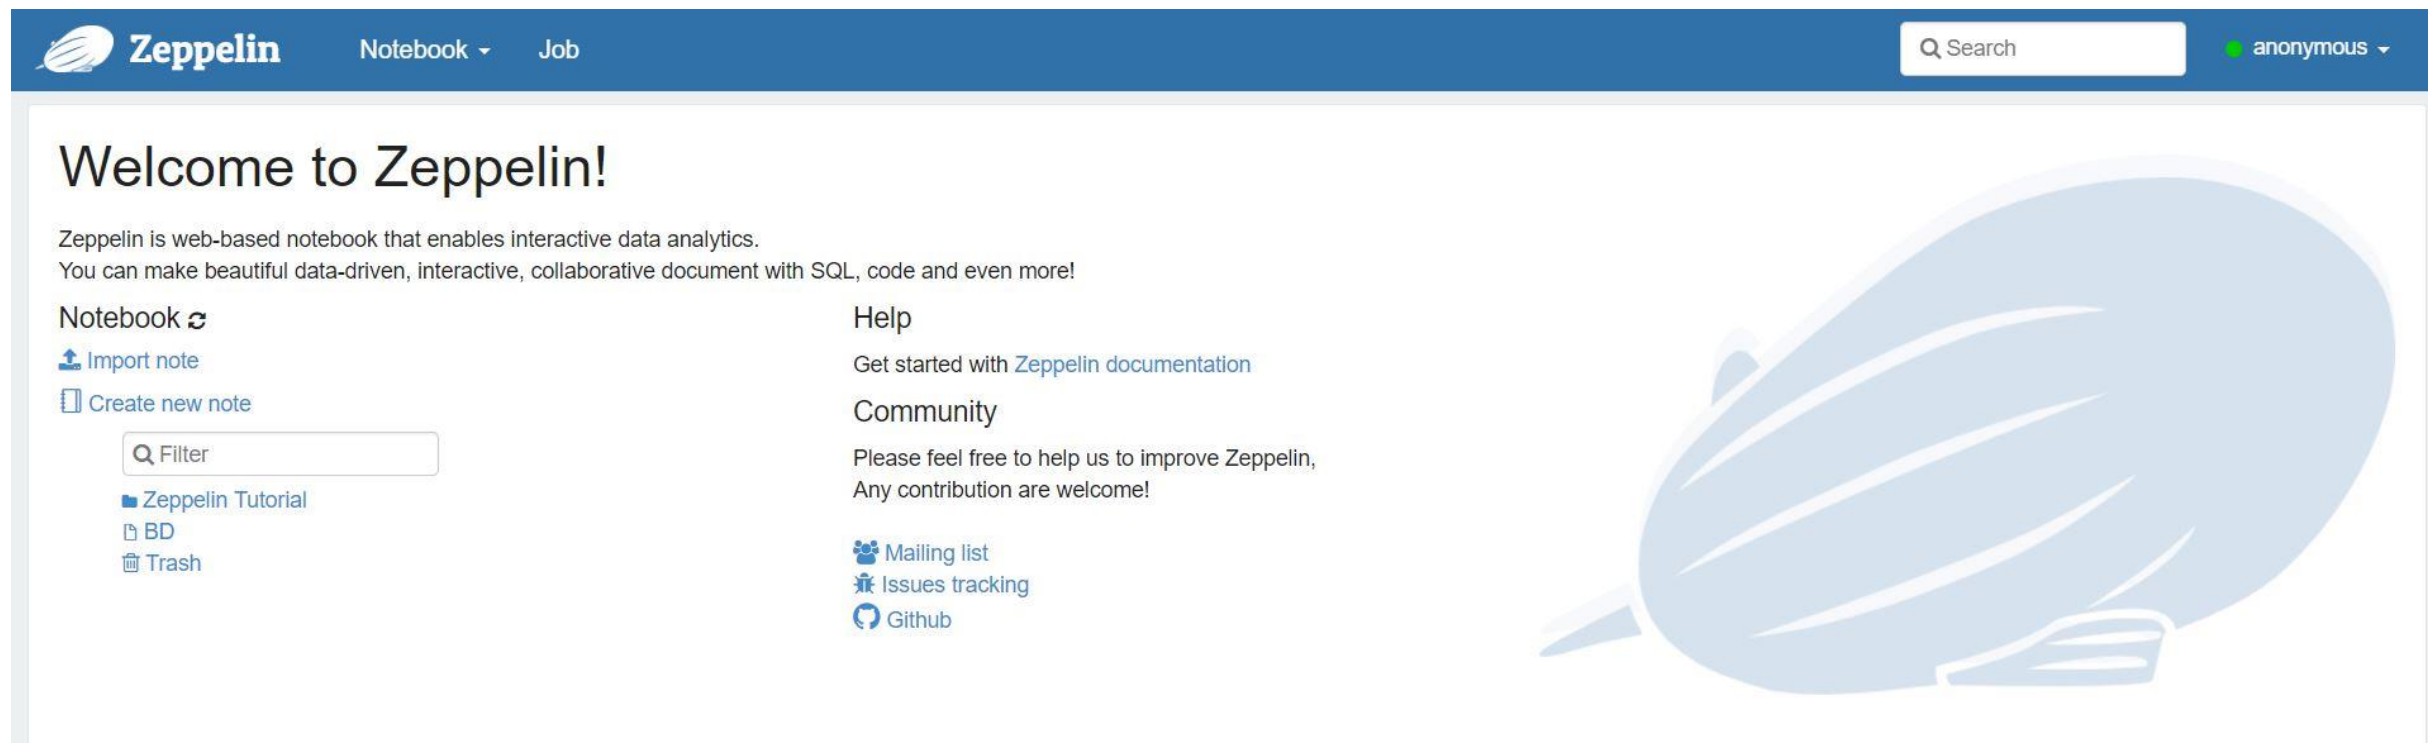 Zeppelin Notebook Job Search anonymous
Welcome to Zeppelin!
Zeppelin is web-based notebook that enables interactive data analytics.
You can make beautiful data-driven, interactive, collaborative document with SQL, code and even more!
Notebook
Import note
Create new note
Filter
Zeppelin Tutorial
BD
Trash
Help
Get started with Zeppelin documentation
Community
Please feel free to help us to improve Zeppelin,
Any contribution are welcome!
Mailing list
Issues tracking
Github